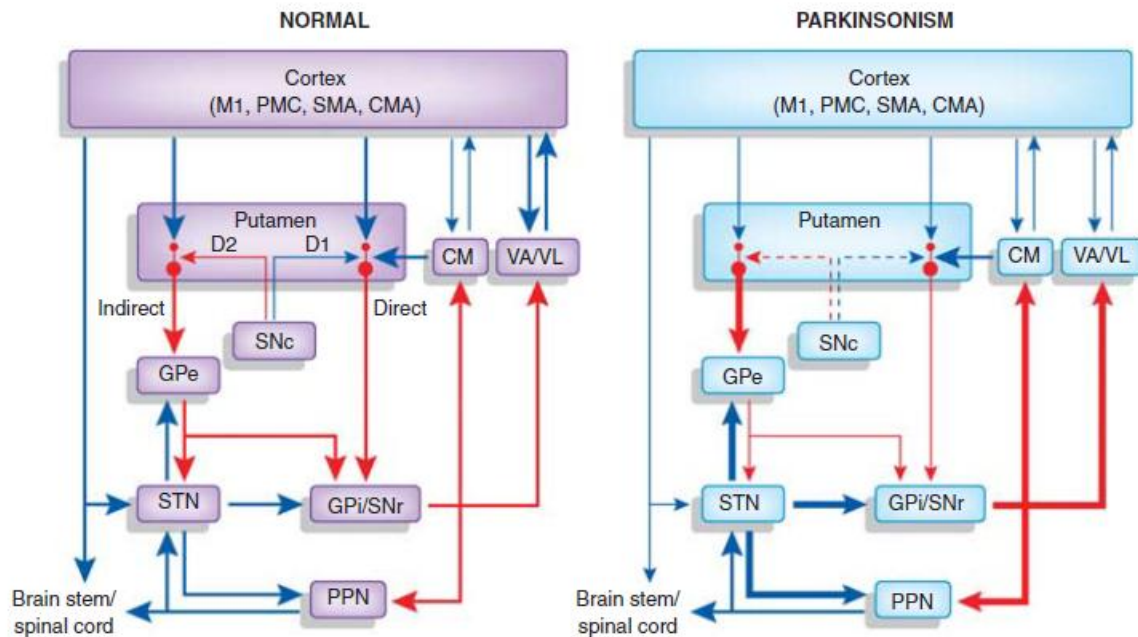 NORMAL
Cortex
(M1, PMC, SMA, CMA)
Putamen
D2
D1
CM
VA/VL
Indirect
Direct
SNc
GPe
STN
GPi/SNr
PPN
Brain stem/
spinal cord
PARKINSONISM
Cortex
(M1, PMC, SMA, CMA)
Putamen
CM
VA/VL
SNc
GPe
STN
GPi/SNr
PPN
Brain stem/
spinal cord